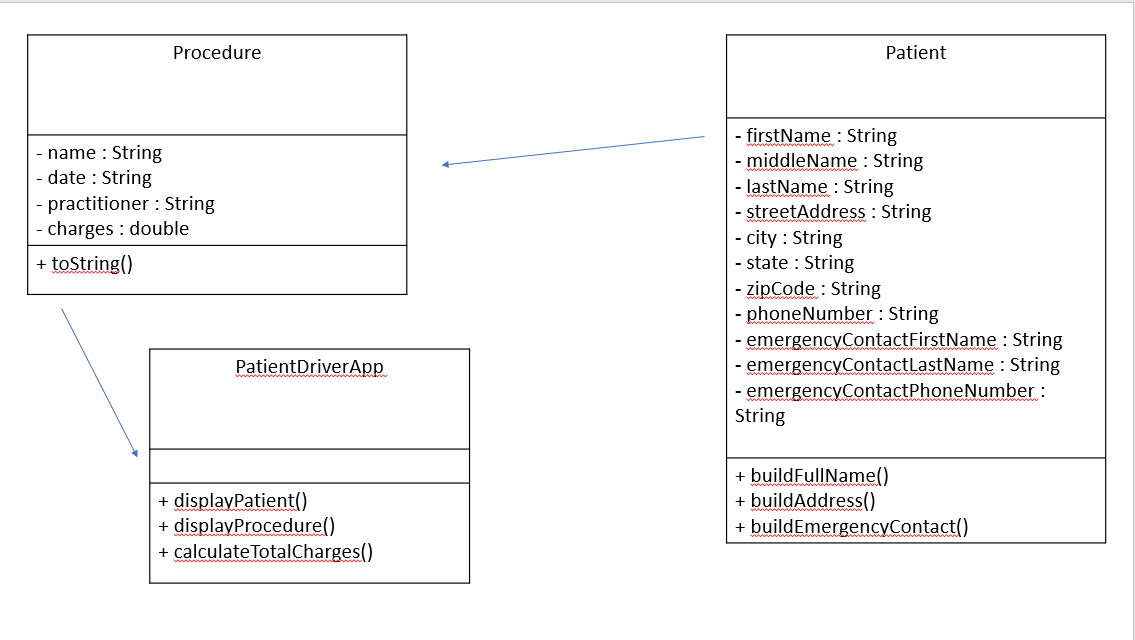 Procedure
- name : String
- date : String
- practitioner : String
- charges : double
+ toString()
PatientDriverApp
+ displayPatient()
+ displayProcedure()
+ calculateTotalCharges()
Patient
- firstName : String
- middleName : String
- lastName : String
- streetAddress : String
- city : String
- state : String
- zipCode : String
- phoneNumber : String
- emergencyContactFirstName : String
- emergencyContactLastName : String
- emergencyContactPhoneNumber :
String
+ buildFullName()
+ buildAddress()
+ buildEmergencyContact()